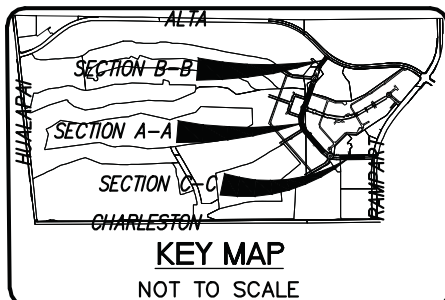 ALTA
SECTION B-B
HUALAPAI
SECTION A-A
SECTION C-C
RAMPART
CHARLESTON
KEY MAP
NOT TO SCALE